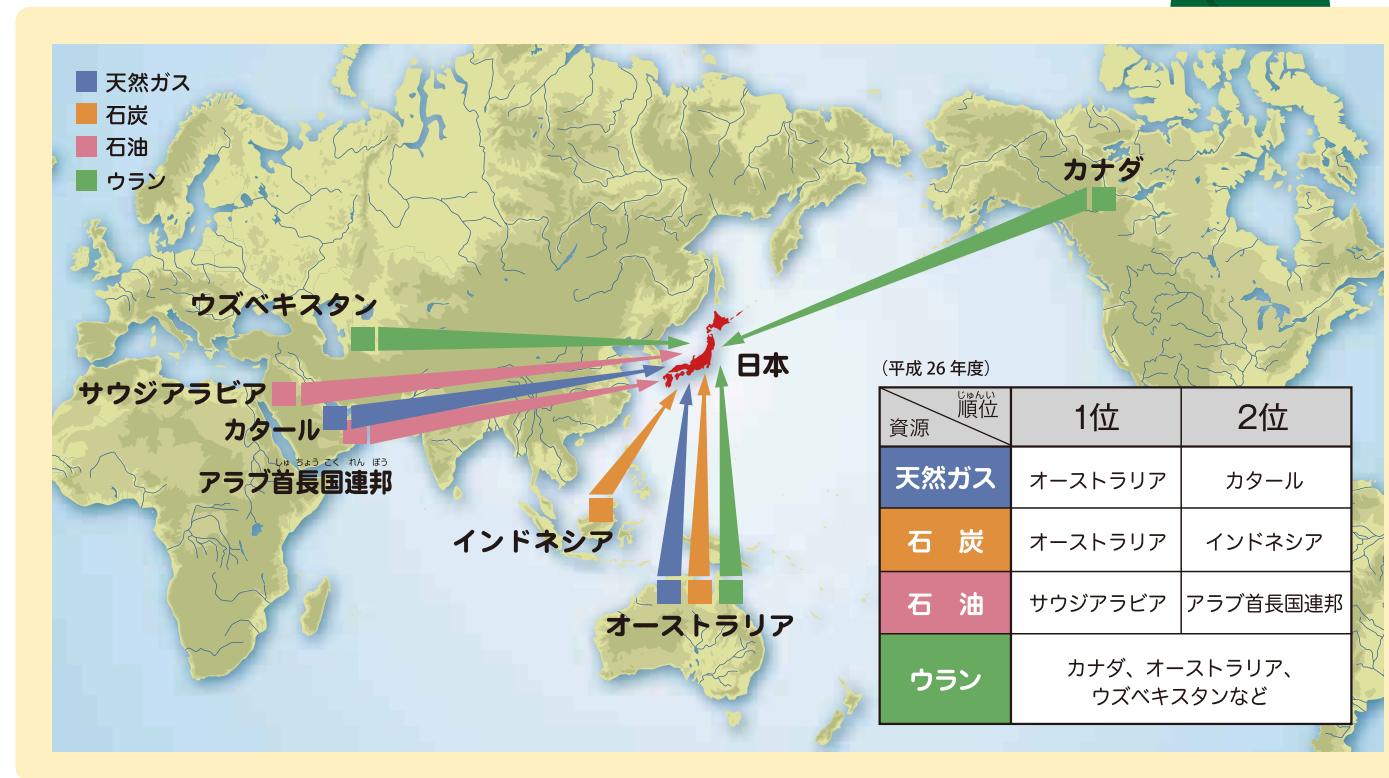 天然ガス
石炭
石油
ウラン
カナダ
ウズベキスタン
日本
サウジアラビア
カタール
しゅ ちょう こく れん ぽう
アラブ首長国連邦
インドネシア
オーストラリア
（平成 26 年度）
じゅんい
順位
資源
1位 2位
天然ガス オーストラリア カタール
石 炭 オーストラリア インドネシア
石 油 サウジアラビア アラブ首長国連邦
ウラン カナダ、オーストラリア、
ウズベキスタンなど